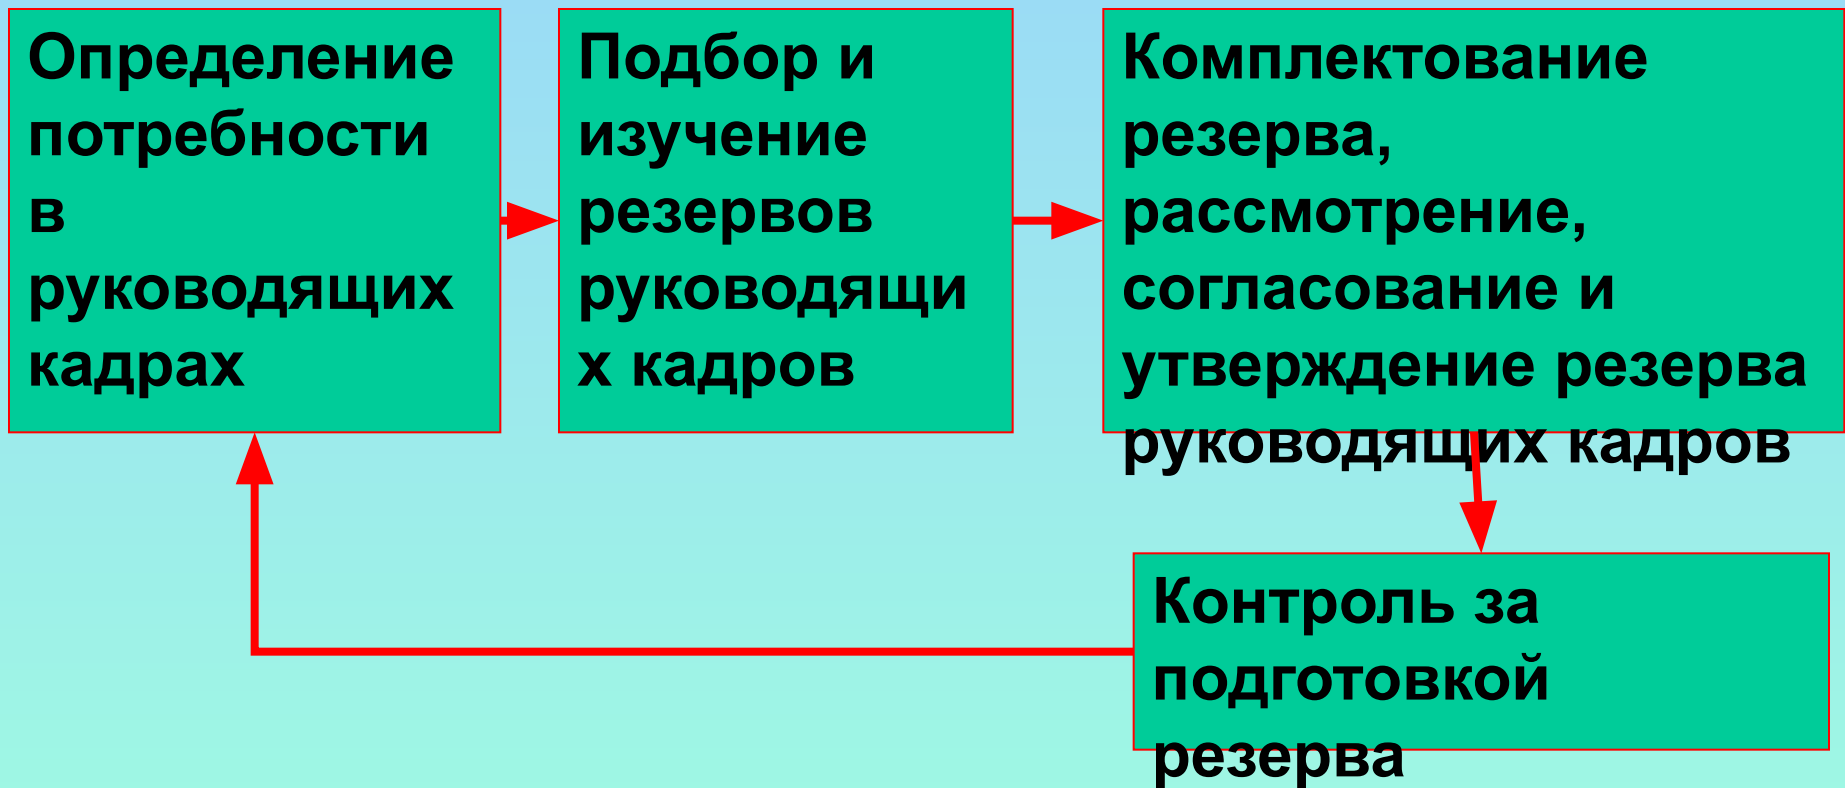 Определение
потребности
в
руководящих
кадрах
Подбор и
изучение
резервов
руководящи
х кадров
Комплектование
резерва,
рассмотрение,
согласование и
утверждение резерва
руководящих кадров
Контроль за
подготовкой
резерва